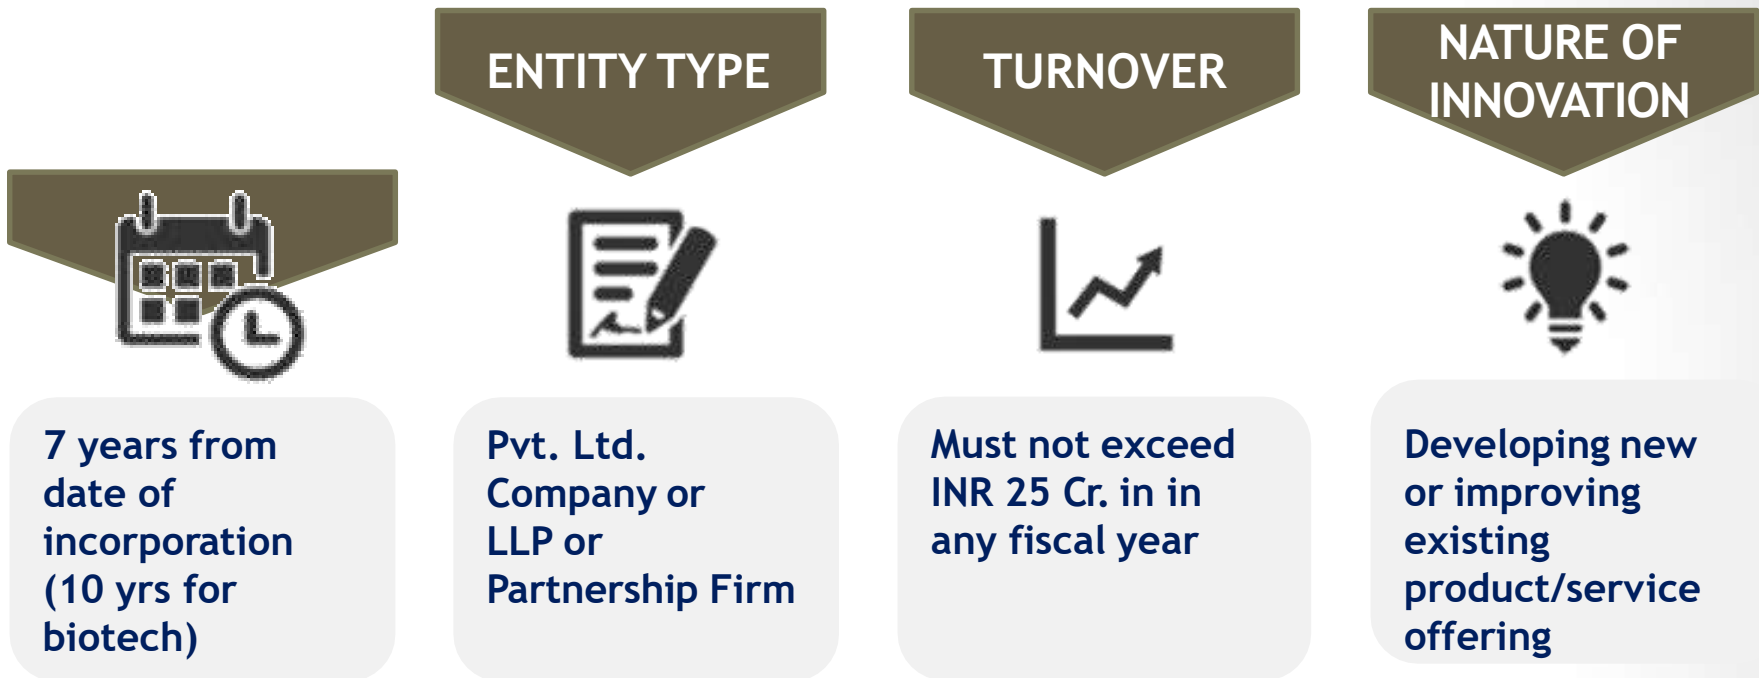 ENTITY TYPE
TURNOVER
NATURE OF
INNOVATION
7 years from
date of
incorporation
(10 yrs for
biotech)
Pvt. Ltd.
Company or
LLP or
Partnership Firm
Must not exceed
INR 25 Cr. in in
any fiscal year
Developing new
or improving
existing
product/service
offering